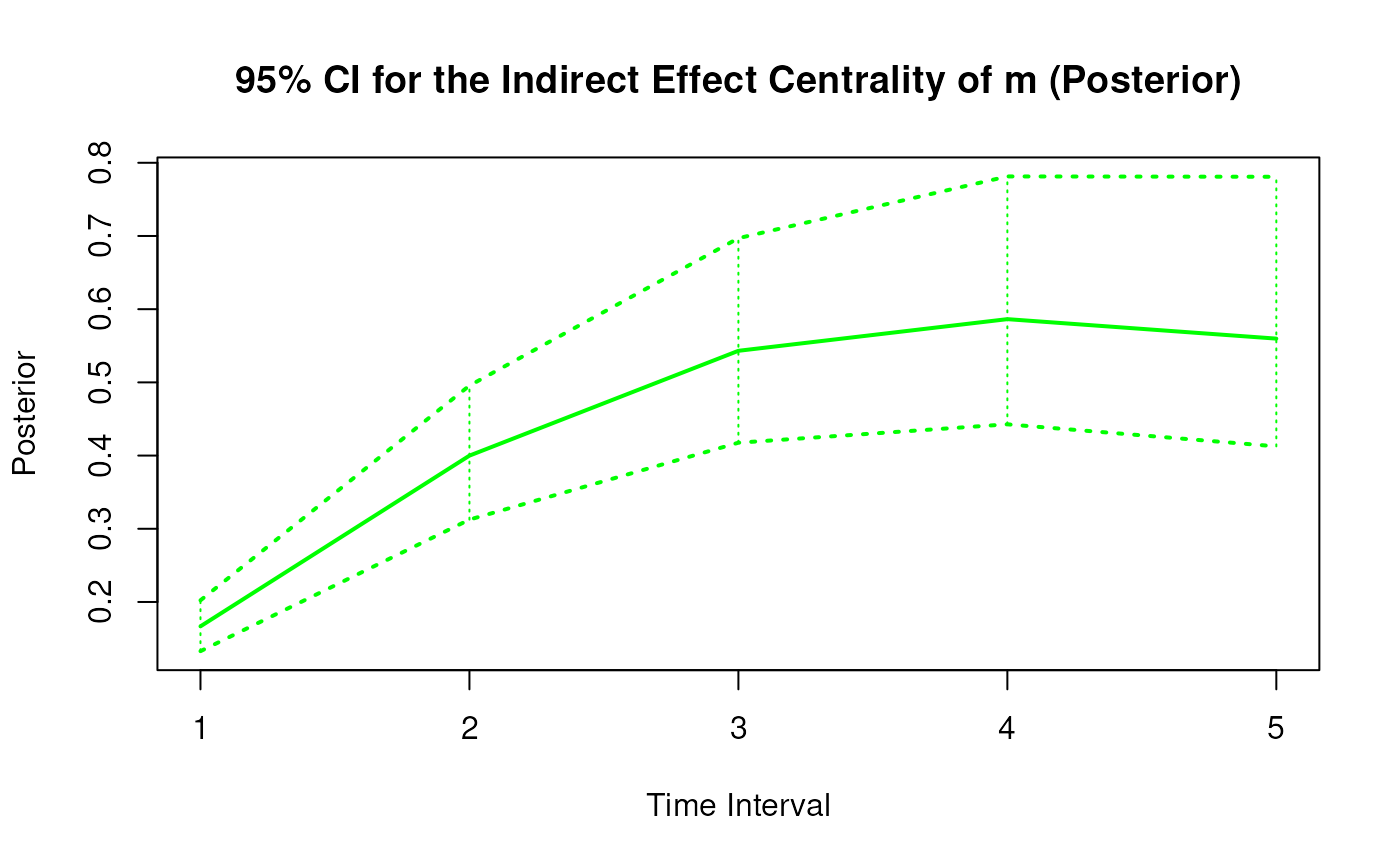 95% CI for the Indirect Effect Centrality of m (Posterior)
Posterior
0.8
0.7
0.6
0.5
0.4
0.3
0.2
1 2 3 4 5
Time Interval